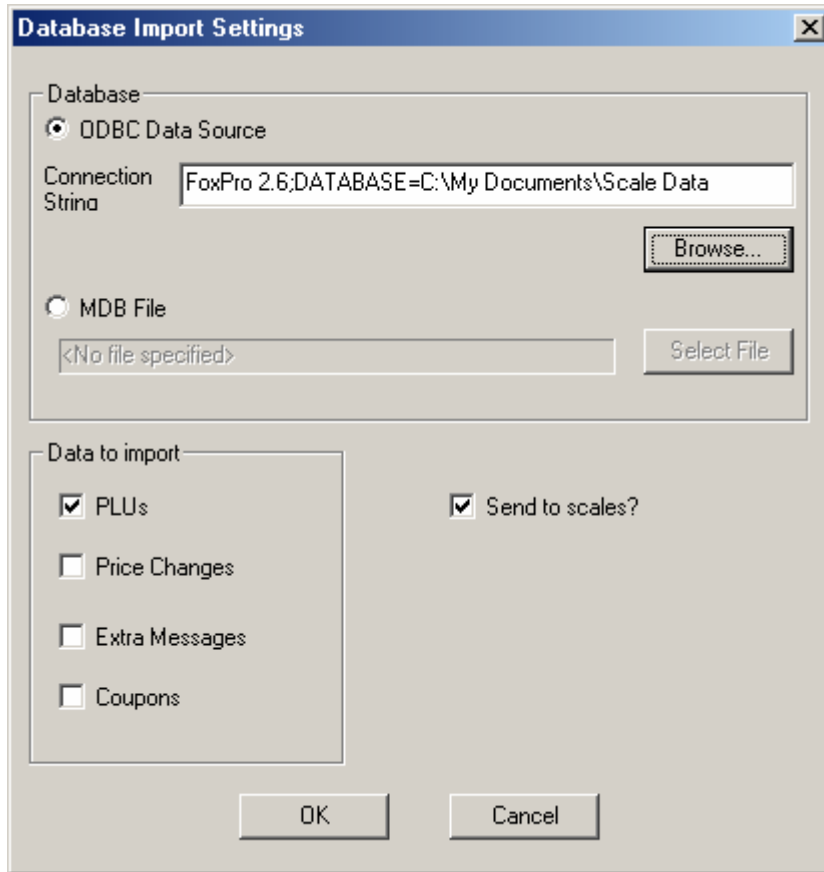 Database Import Settings
Database
ODBC Data Source
Connection
String
FoxPro 2.6;DATABASE=C:\My Documents\Scale Data
Browse...
MDB File
<No file specified>
Select File
Data to import
PLUs
Send to scales?
Price Changes
Extra Messages
Coupons
OK
Cancel